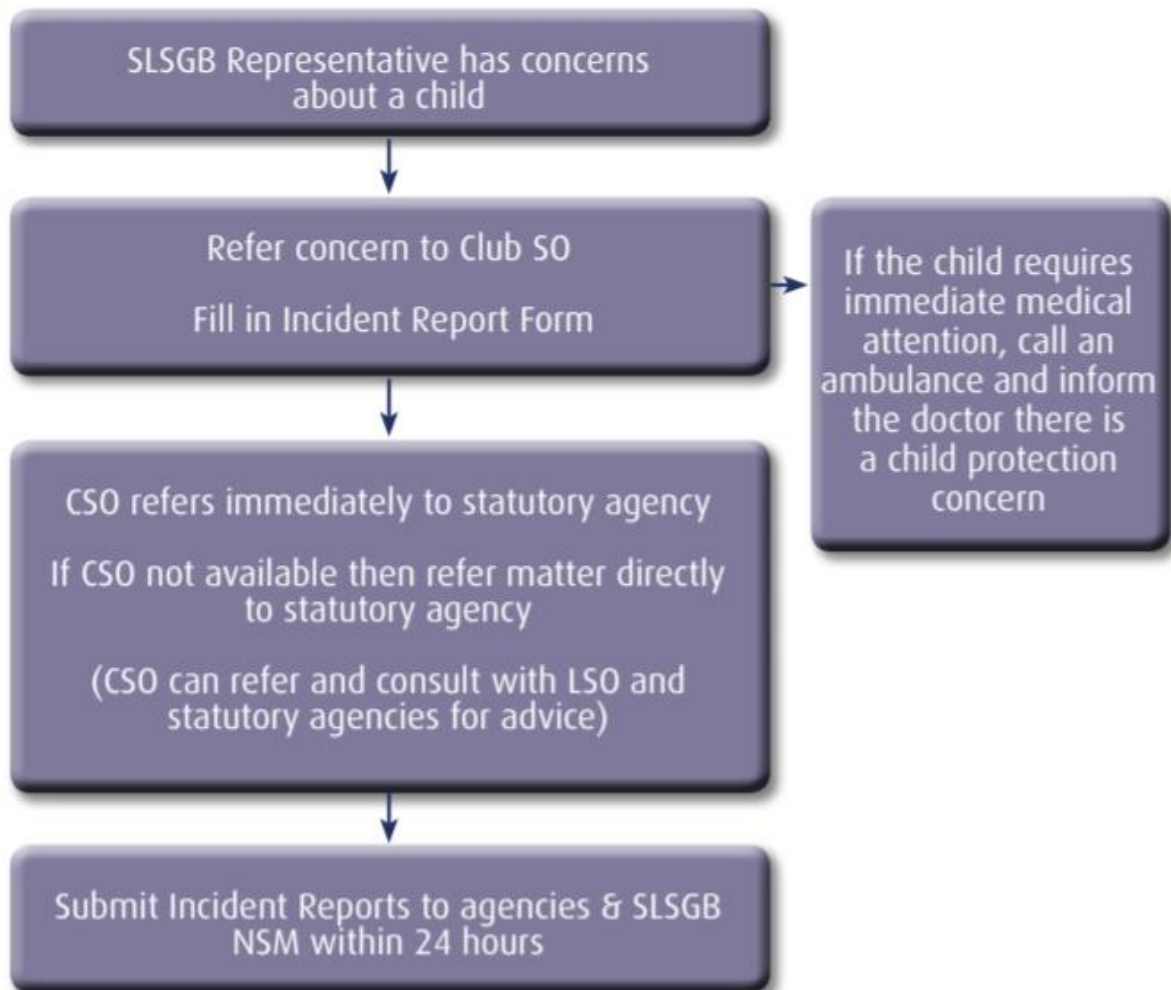 SLSGB Representative has concerns
about a child
Refer concern to Club SO
Fill in Incident Report Form
If the child requires
immediate medical
attention, call an
ambulance and inform
the doctor there is
a child protection
concern
CSO refers immediately to statutory agency
If CSO not available then refer matter directly
to statutory agency
(CSO can refer and consult with LSO and
statutory agencies for advice)
Submit Incident Reports to agencies & SLSGB
NSM within 24 hours